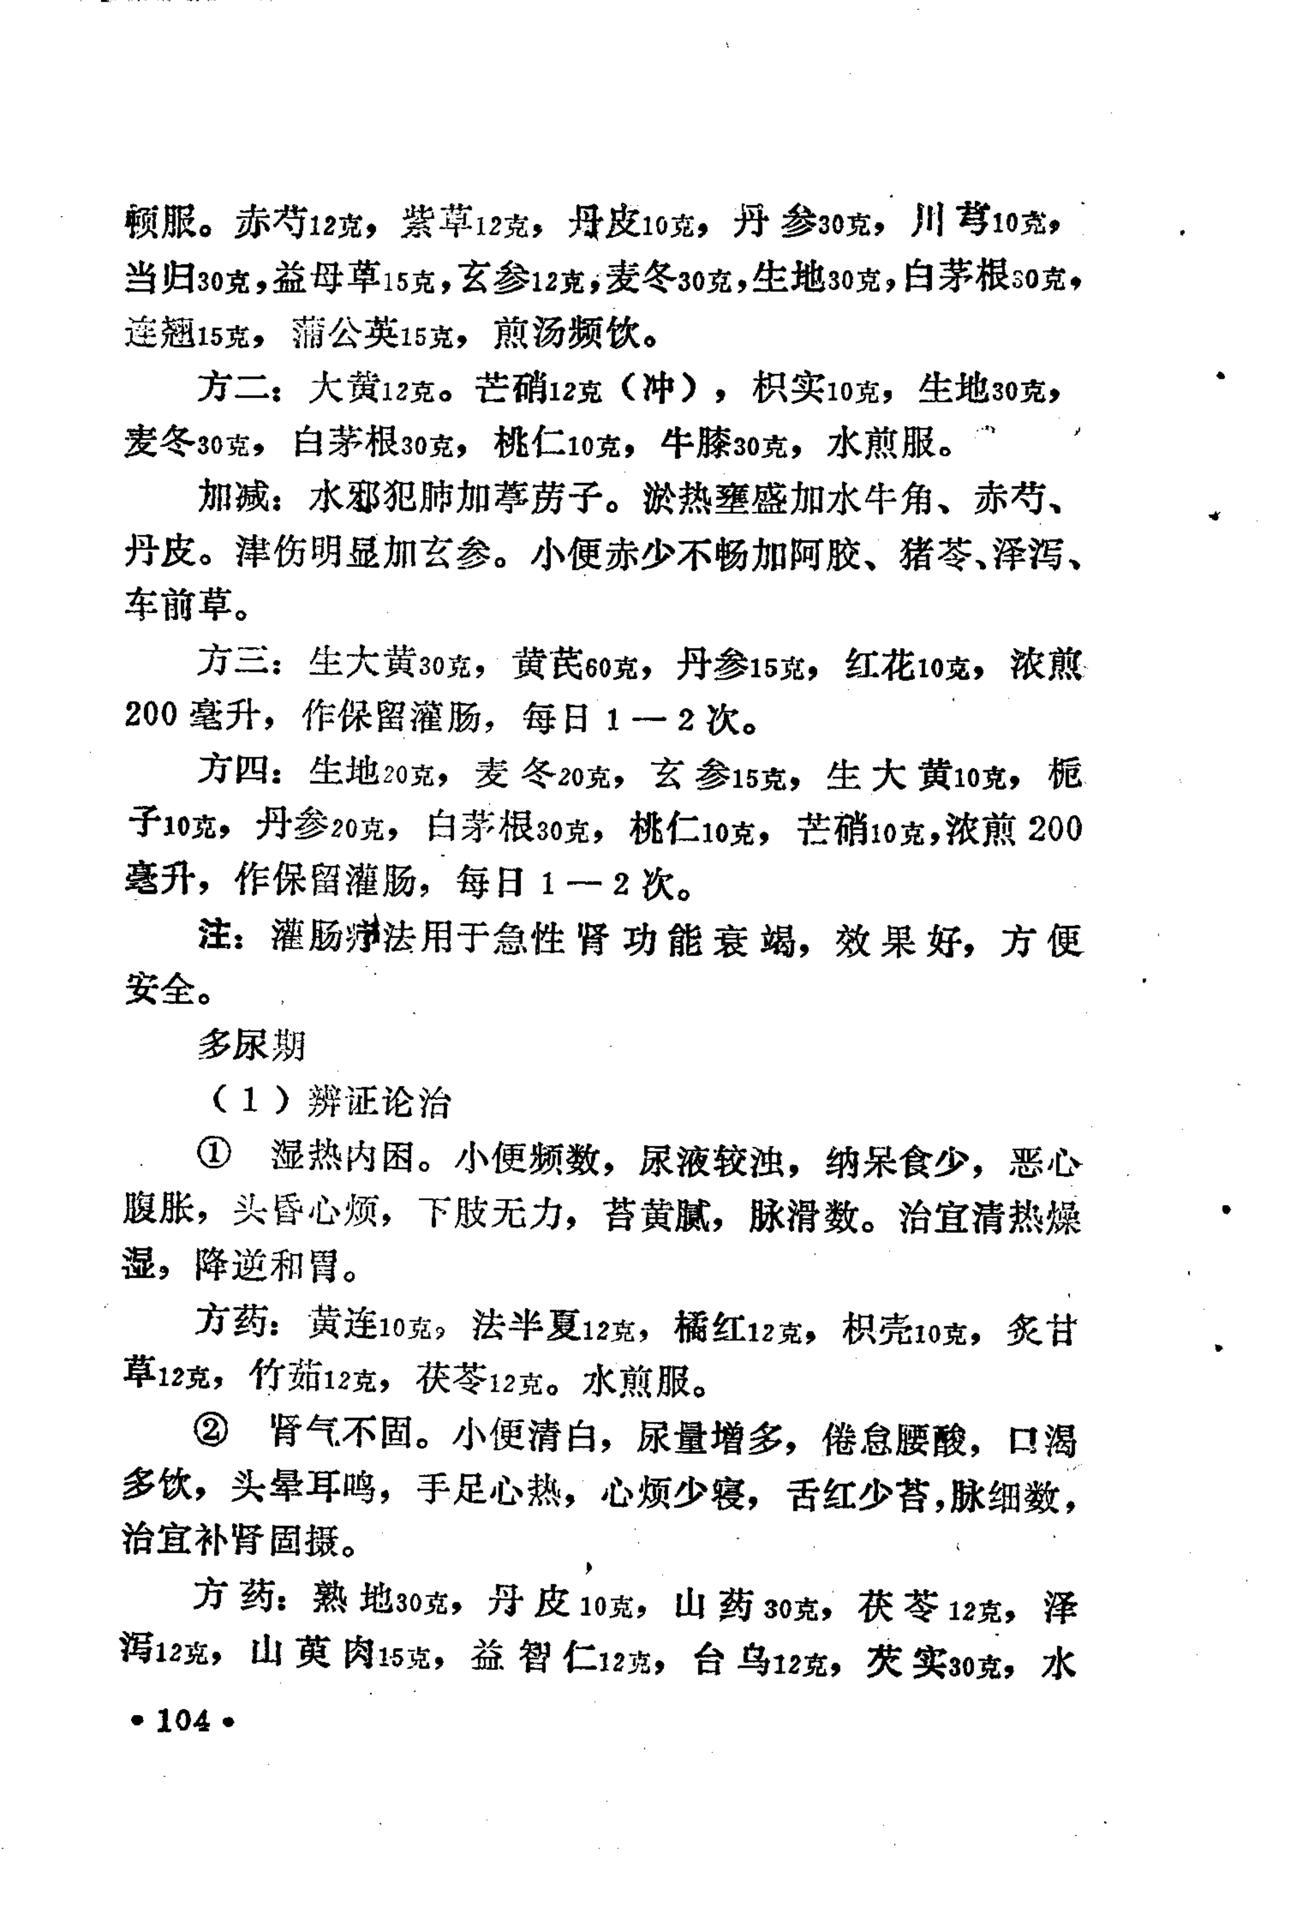 顿服。赤芍12克，紫草12克，丹皮10克，丹参30克，川芎10克，
当归30克，益母草15克，玄参12克，麦冬30克，生地30克，白茅根30克，
连翘15克，蒲公英15克，煎汤频饮。
方二：大黄12克。芒硝12克（冲），枳实10克，生地30克，
麦冬30克，白茅根30克，桃仁10克，牛膝30克，水煎服。
加减：水邪犯肺加葶苈子。淤热壅盛加水牛角、赤芍、
丹皮。津伤明显加玄参。小便赤少不畅加阿胶、猪苓、泽泻、
车前草。
方三：生大黄30克，黄芪60克，丹参15克，红花10克，浓煎
200毫升，作保留灌肠，每日1—2次。
方四：生地20克，麦冬20克，玄参15克，生大黄10克，栀
子10克，丹参20克，白茅根30克，桃仁10克，芒硝10克，浓煎200
毫升，作保留灌肠，每日1—2次。
注：灌肠疗法用于急性肾功能衰竭，效果好，方便
安全。
多尿期
（1）辨证论治
① 湿热内困。小便频数，尿液较浊，纳呆食少，恶心
腹胀，头昏心烦，下肢无力，苔黄腻，脉滑数。治宜清热燥
湿，降逆和胃。
方药：黄连10克，法半夏12克，橘红12克，枳壳10克，炙甘
草12克，竹茹12克，茯苓12克。水煎服。
② 肾气不固。小便清白，尿量增多，倦怠腰酸，口渴
多饮，头晕耳鸣，手足心热，心烦少寝，舌红少苔，脉细数，
治宜补肾固摄。
方药：熟地30克，丹皮10克，山药30克，茯苓12克，泽
泻12克，山萸肉15克，益智仁12克，台乌12克，芡实30克，水
•104•